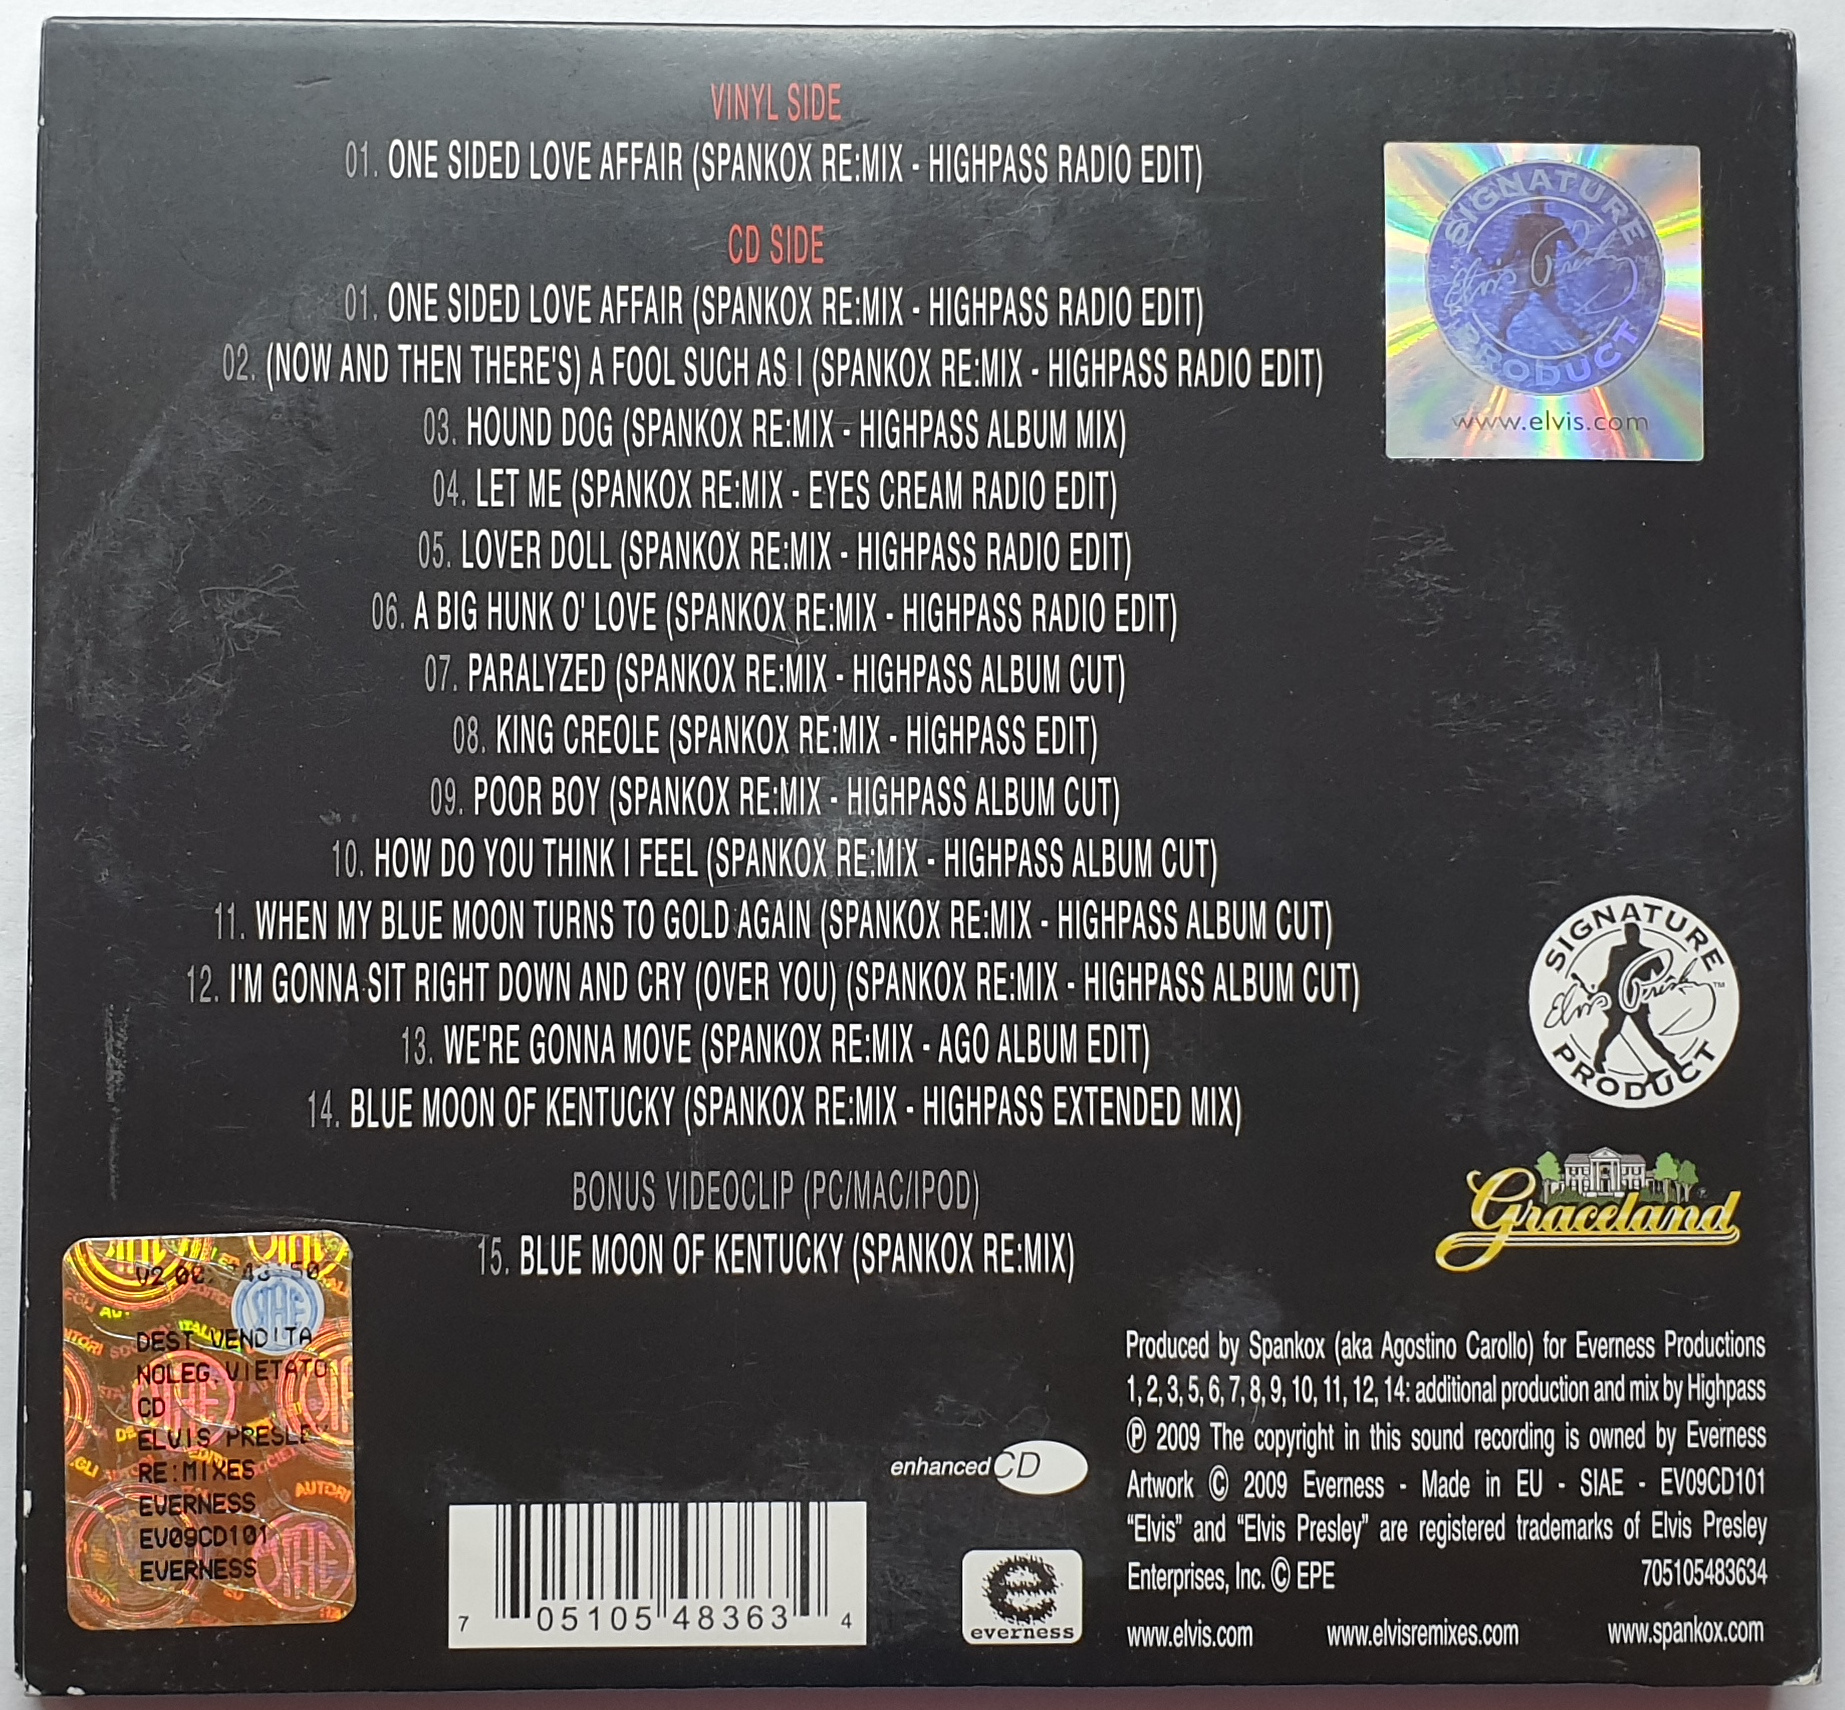 VINYL SIDE
01. ONE SIDED LOVE AFFAIR (SPANKOX RE:MIX - HIGHPASS RADIO EDIT)
CD SIDE
01. ONE SIDED LOVE AFFAIR (SPANKOX RE:MIX - HIGHPASS RADIO EDIT)
02. (NOW AND THEN THERE'S) A FOOL SUCH AS I (SPANKOX RE:MIX - HIGHPASS RADIO EDIT)
03. HOUND DOG (SPANKOX RE:MIX - HIGHPASS ALBUM MIX)
04. LET ME (SPANKOX RE:MIX - EYES CREAM RADIO EDIT)
05. LOVER DOLL (SPANKOX RE:MIX - HIGHPASS RADIO EDIT)
06. A BIG HUNK O' LOVE (SPANKOX RE:MIX - HIGHPASS RADIO EDIT)
07. PARALYZED (SPANKOX RE:MIX - HIGHPASS ALBUM CUT)
08. KING CREOLE (SPANKOX RE:MIX - HIGHPASS EDIT)
09. POOR BOY (SPANKOX RE:MIX - HIGHPASS ALBUM CUT)
10. HOW DO YOU THINK I FEEL (SPANKOX RE:MIX - HIGHPASS ALBUM CUT)
11. WHEN MY BLUE MOON TURNS TO GOLD AGAIN (SPANKOX RE:MIX - HIGHPASS ALBUM CUT)
12. I'M GONNA SIT RIGHT DOWN AND CRY (OVER YOU) (SPANKOX RE:MIX - HIGHPASS ALBUM CUT)
13. WE'RE GONNA MOVE (SPANKOX RE:MIX - AGO ALBUM EDIT)
14. BLUE MOON OF KENTUCKY (SPANKOX RE:MIX - HIGHPASS EXTENDED MIX)
BONUS VIDEOCLIP (PC/MAC/IPOD)
15. BLUE MOON OF KENTUCKY (SPANKOX RE:MIX)
SIGNATURE
Elvis Presley
PRODUCT
www.elvis.com
SIGNATURE
Elvis Presley™
PRODUCT
Graceland®
DEST.VENDITA
NOLEG.VIETATO
CD
ELVIS PRESLEY
RE:MIXES
EVERNESS
EV09CD101
EVERNESS
7 05105 48363 4
enhanced CD
everness
Produced by Spankox (aka Agostino Carollo) for Everness Productions
1, 2, 3, 5, 6, 7, 8, 9, 10, 11, 12, 14: additional production and mix by Highpass
Ⓟ 2009 The copyright in this sound recording is owned by Everness
Artwork © 2009 Everness - Made in EU - SIAE - EV09CD101
“Elvis” and “Elvis Presley” are registered trademarks of Elvis Presley
Enterprises, Inc. © EPE 705105483634
www.elvis.com www.elvisremixes.com www.spankox.com